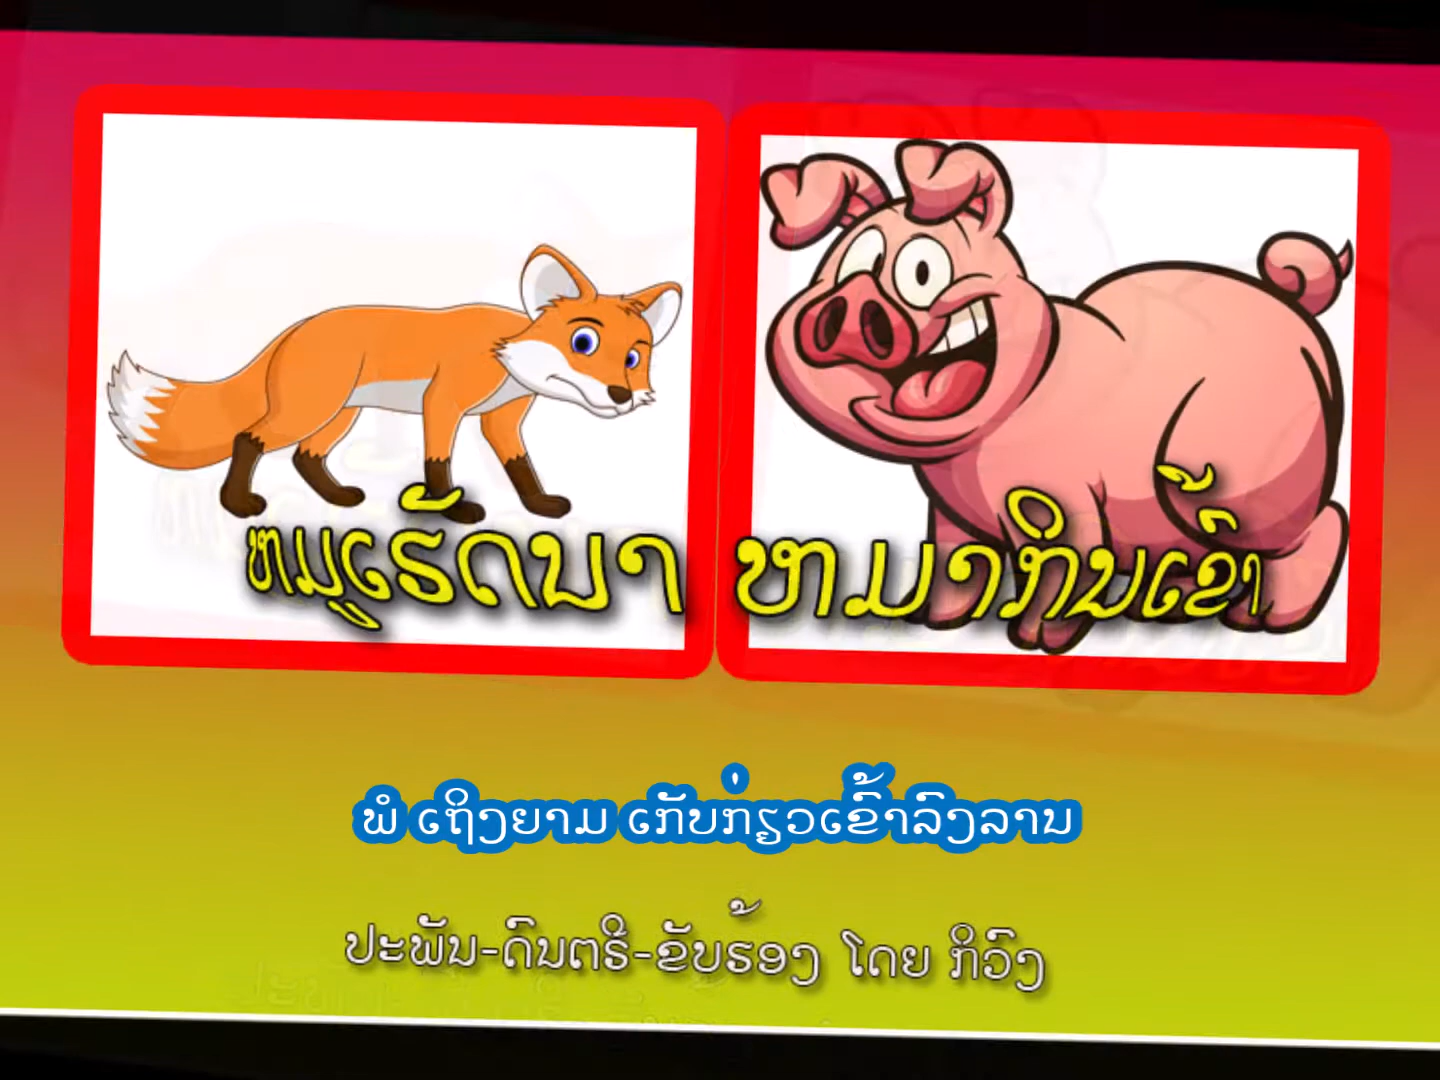 ຫມູເຮັດນາ ຫມາກິນເຂົ້າ
ພໍ ເຖິງຍາມ ເກັບກ່ຽວເຂົ້າລົງລານ
ປະພັນ-ດົນຕຣີ-ຂັບຮ້ອງ ໂດຍ ກິວົງ